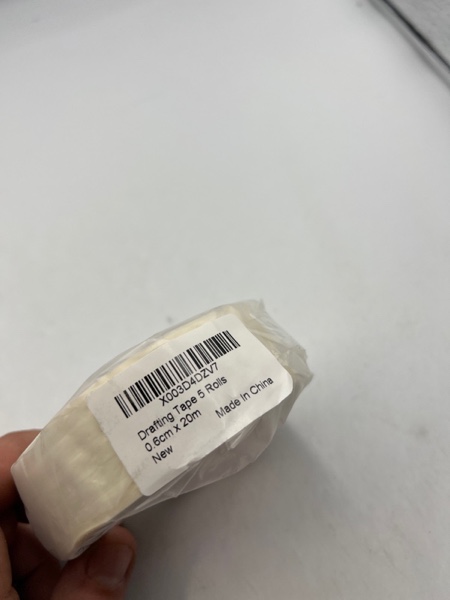 X003D4DZV7
Drafting Tape 5 Rolls
0.6cm x 20m
Made In China
New